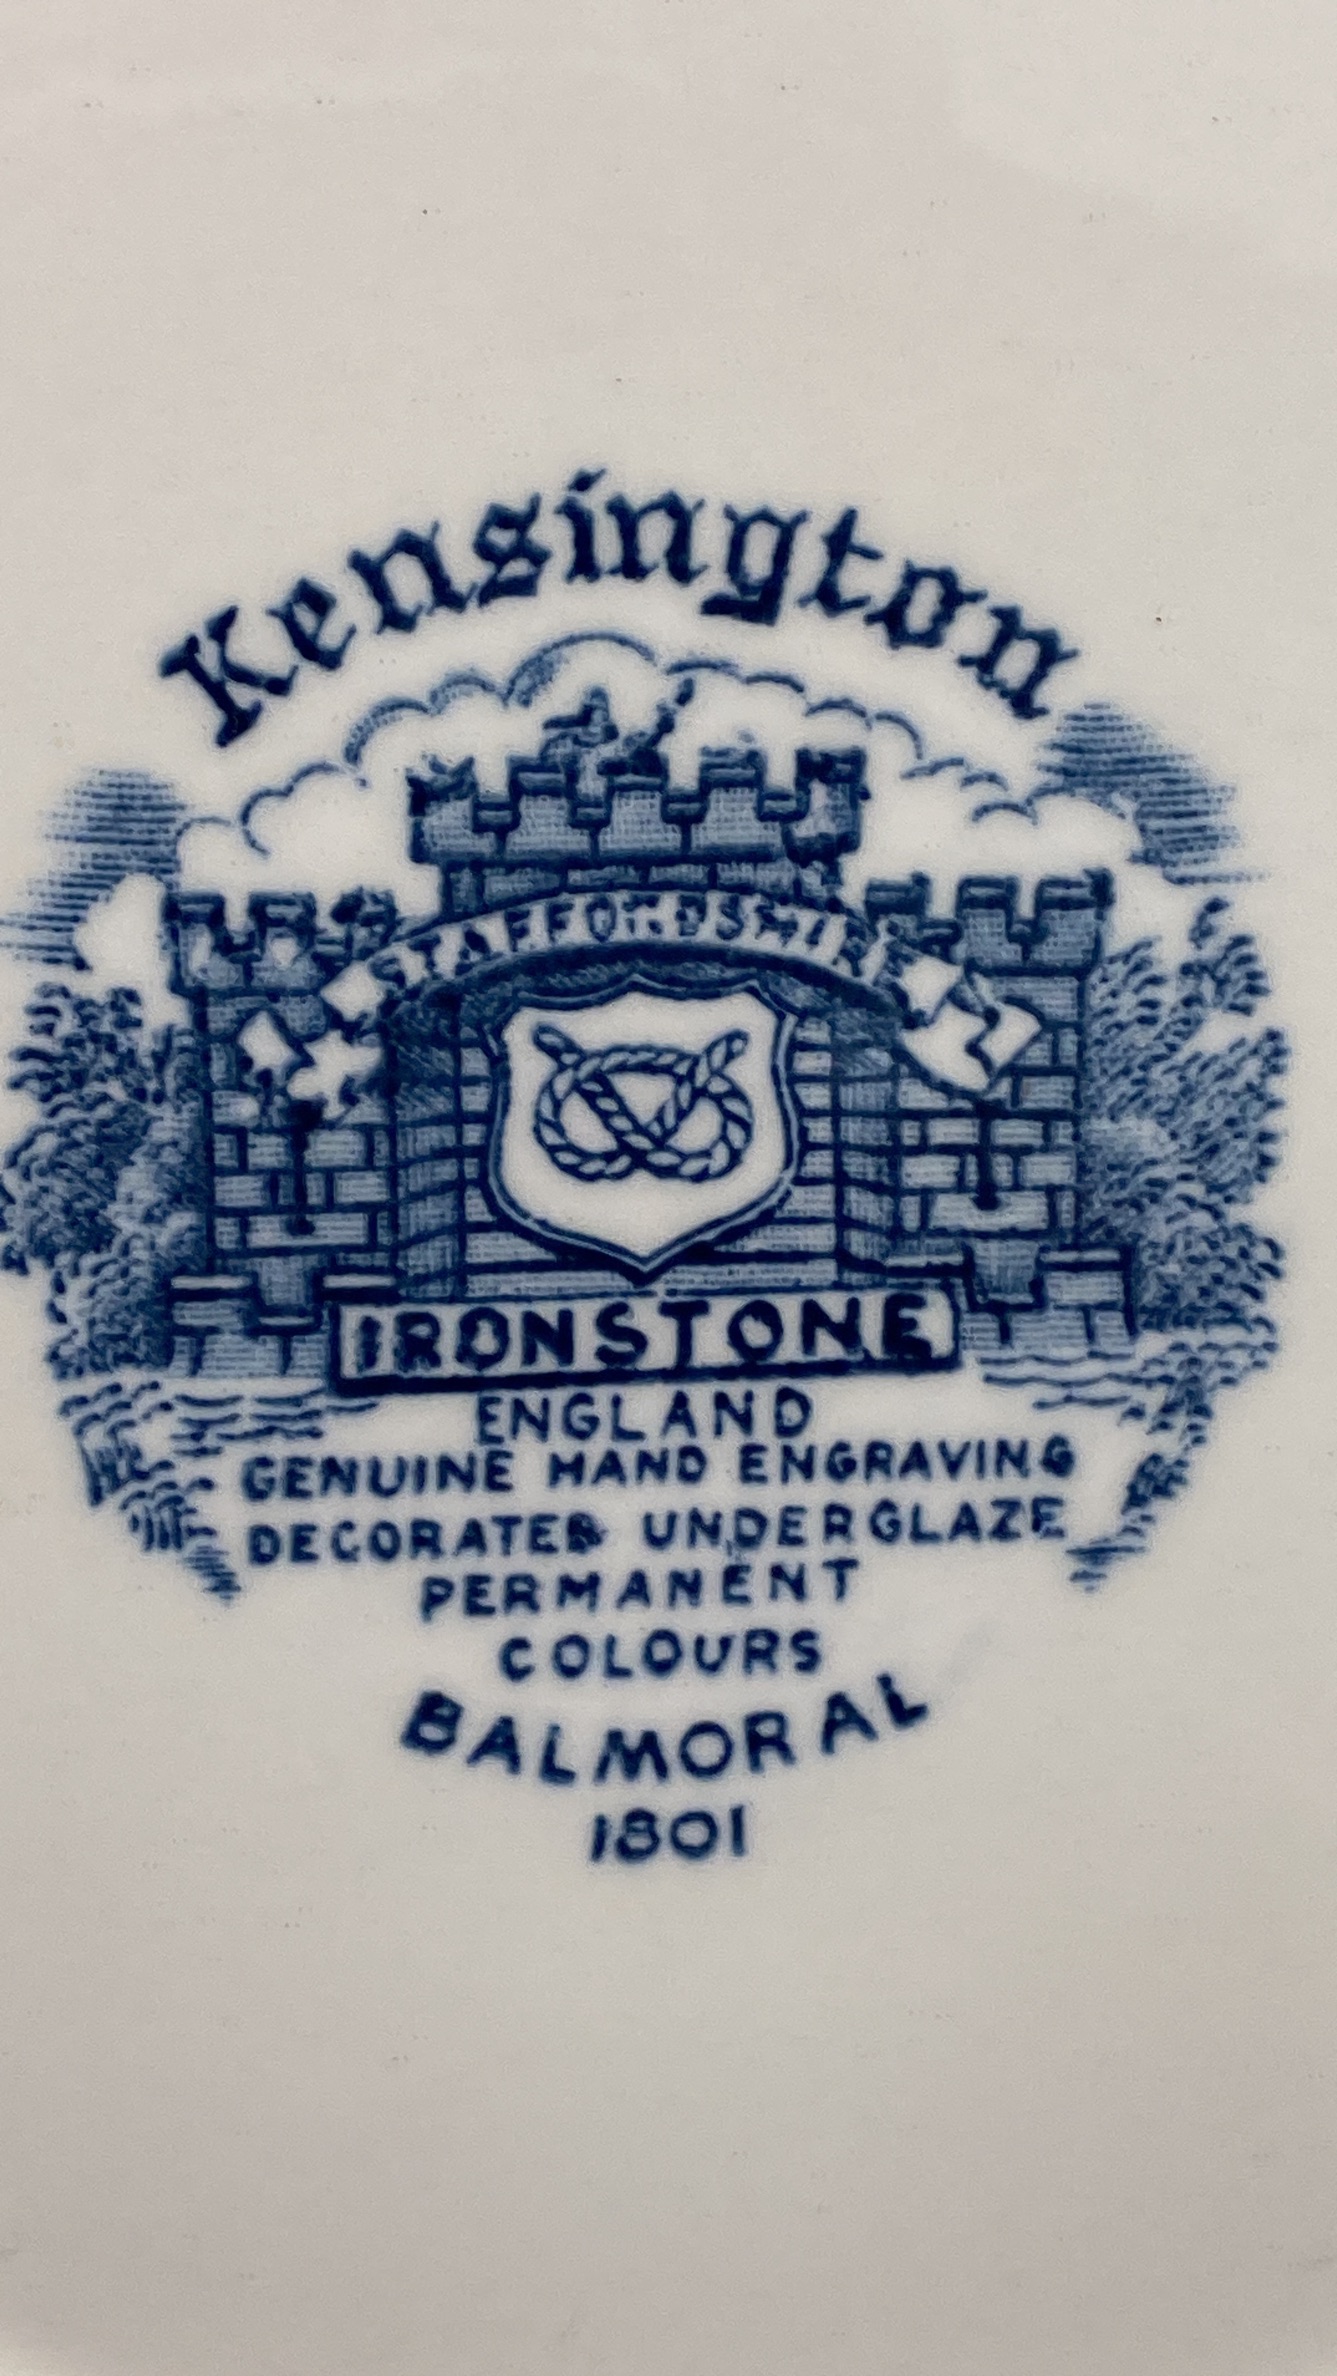 Kensington
STAFFORDSHIRE
IRONSTONE
ENGLAND
GENUINE HAND ENGRAVING
DECORATED UNDERGLAZE
PERMANENT
COLOURS
BALMORAL
1801